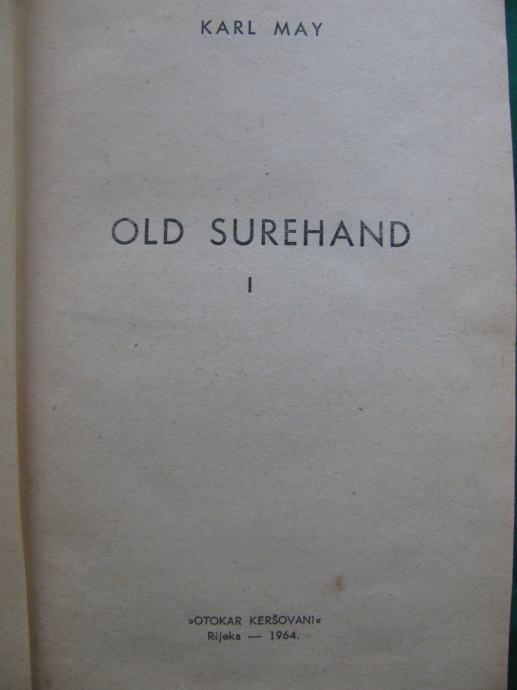 KARL MAY
OLD SUREHAND
I
»OTOKAR KERŠOVANI«
Rijeka — 1964.